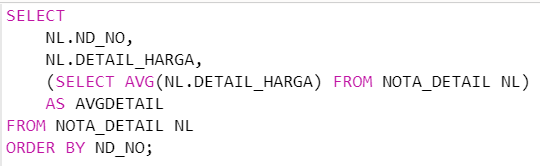 SELECT
NL.ND_NO,
NL.DETAIL_HARGA,
(SELECT AVG(NL.DETAIL_HARGA) FROM NOTA_DETAIL NL)
AS AVGDETAIL
FROM NOTA_DETAIL NL
ORDER BY ND_NO;